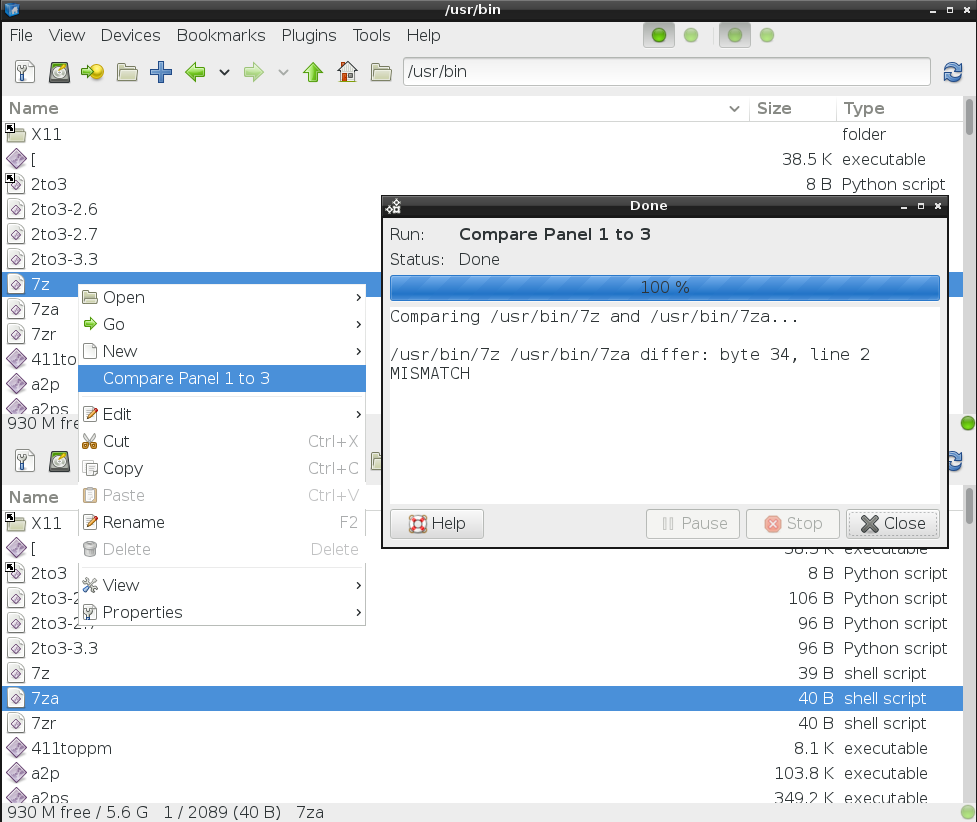 /usr/bin
File View Devices Bookmarks Plugins Tools Help
/usr/bin
Name Size Type
X11 folder
[ 38.5 K executable
2to3 8 B Python script
2to3-2.6
2to3-2.7
2to3-3.3
7z
7za
7zr
411to
a2p
a2ps
930 M fre
Open
Go
New
Compare Panel 1 to 3
Edit
Cut Ctrl+X
Copy Ctrl+C
Paste Ctrl+V
Rename F2
Delete Delete
View
Properties
Done
Run: Compare Panel 1 to 3
Status: Done
100 %
Comparing /usr/bin/7z and /usr/bin/7za...
/usr/bin/7z /usr/bin/7za differ: byte 34, line 2
MISMATCH
Help Pause Stop Close
Name
X11
[ 38.5 K executable
2to3 8 B Python script
2to3-2 106 B Python script
2to3-2.7 96 B Python script
2to3-3.3 96 B Python script
7z 39 B shell script
7za 40 B shell script
7zr 40 B shell script
411toppm 8.1 K executable
a2p 103.8 K executable
a2ps 349.2 K executable
930 M free / 5.6 G 1 / 2089 (40 B) 7za